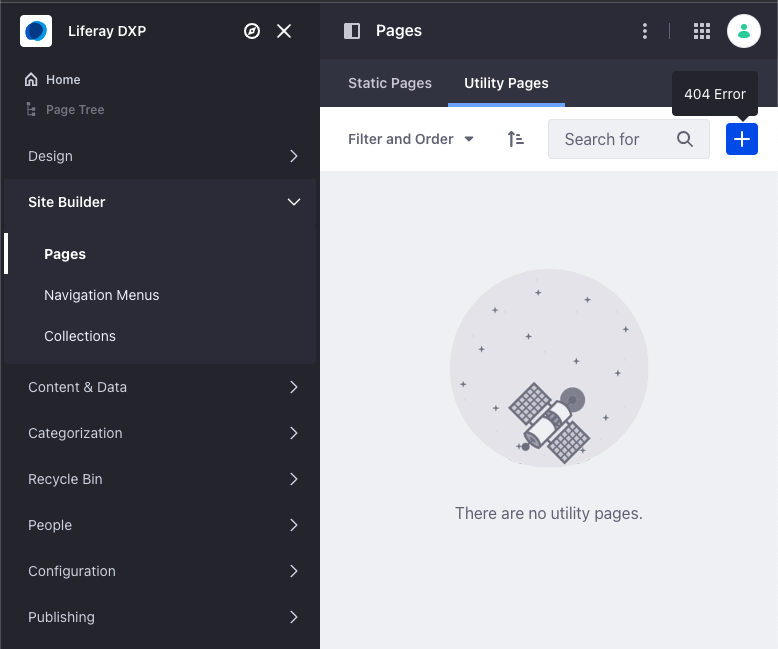 Liferay DXP
Home
Page Tree
Design
Site Builder
Pages
Navigation Menus
Collections
Content & Data
Categorization
Recycle Bin
People
Configuration
Publishing
Pages
Static Pages
Utility Pages
404 Error
Filter and Order
Search for
There are no utility pages.